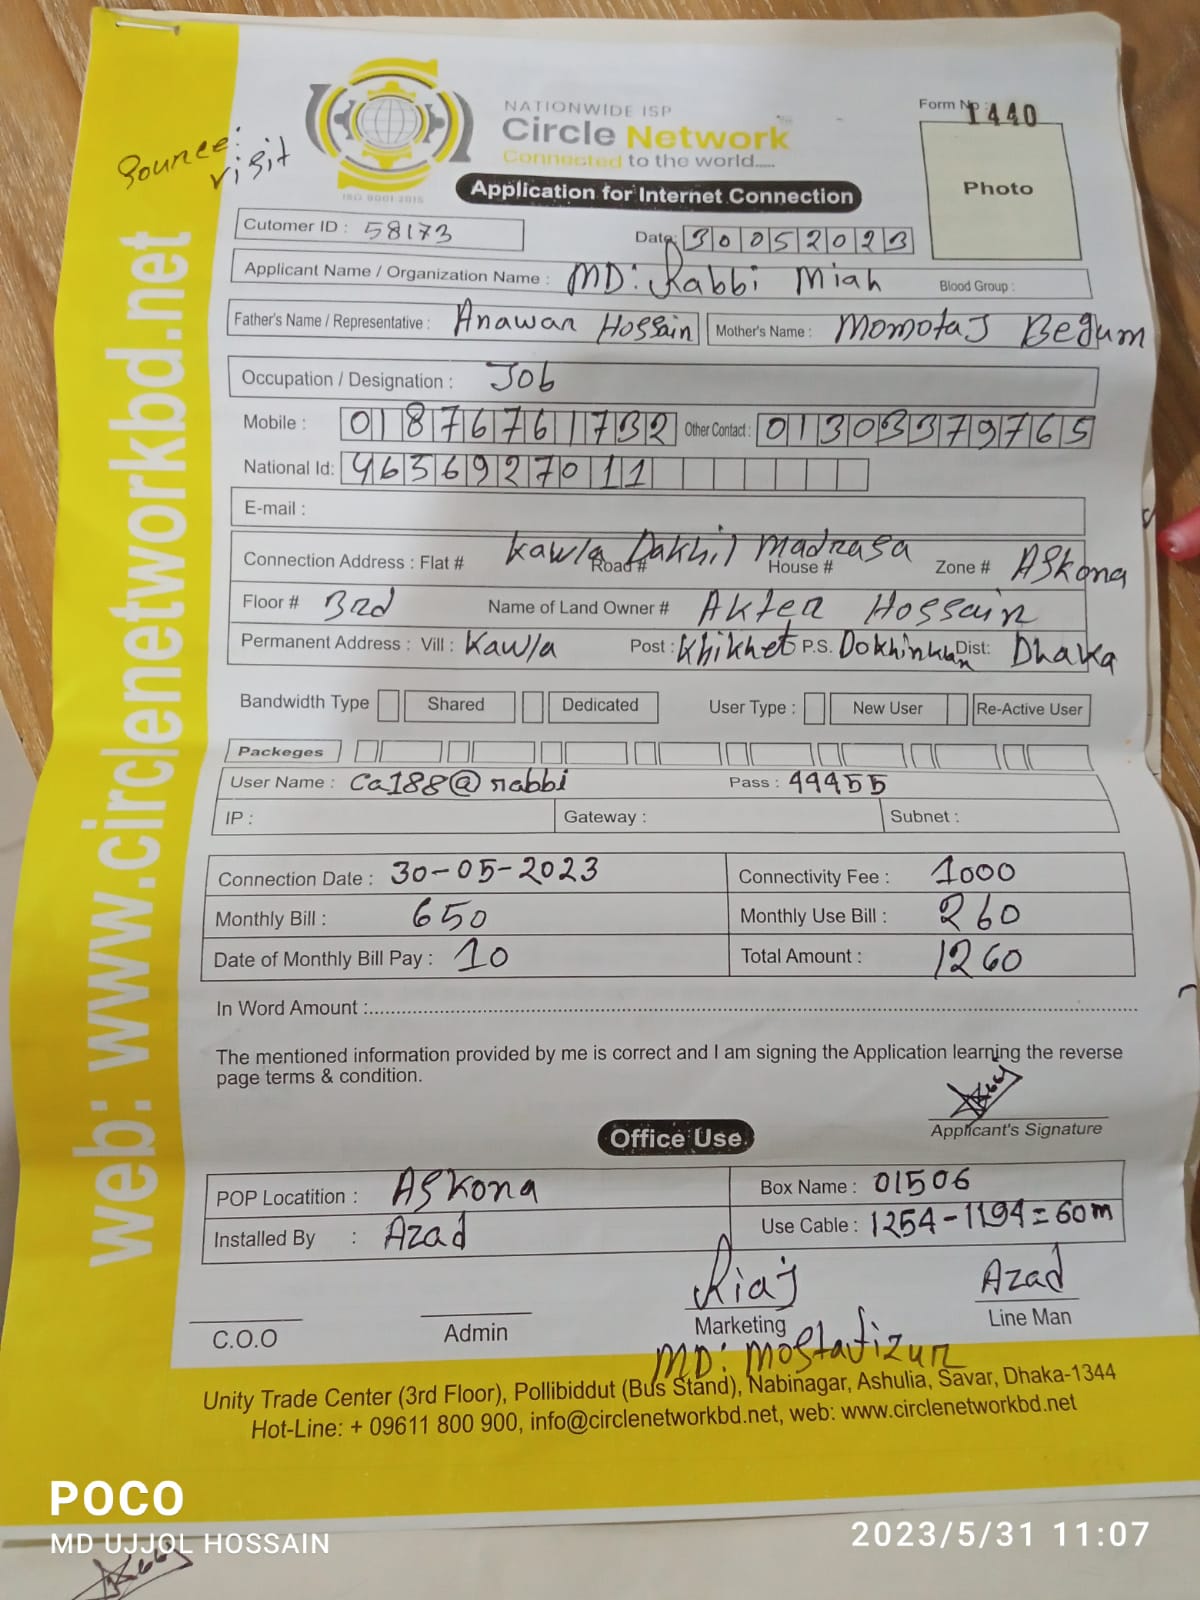 NATIONWIDE ISP
Circle Network
Connected to the world.....
ISO 9001:2015
Form No : 1440
Source:
visit
Application for Internet Connection
Photo
Cutomer ID : 58173
Date: 30052023
Applicant Name / Organization Name : MD: Rabbi Miah Blood Group :
Father's Name / Representative : Anawar Hossain Mother's Name : Momotaj Begum
Occupation / Designation : Job
Mobile : 01876761732 Other Contact : 01303379765
National Id: 4656927011
E-mail :
Connection Address : Flat # Kawla Dakhil Madrasa Road # House # Zone # Askona
Floor # 3rd Name of Land Owner # Akter Hossain
Permanent Address : Vill : Kawla Post : Khikhet P.S. Dokhinkhan Dist: Dhaka
Bandwidth Type Shared Dedicated User Type : New User Re-Active User
Packeges
User Name : Ca188@rabbi Pass : 44455
IP : Gateway : Subnet :
Connection Date : 30-05-2023 Connectivity Fee : 1000
Monthly Bill : 650 Monthly Use Bill : 260
Date of Monthly Bill Pay : 10 Total Amount : 1260
In Word Amount :
The mentioned information provided by me is correct and I am signing the Application learning the reverse
page terms & condition.
Applicant's Signature
Office Use
POP Locatition : Askona Box Name : 01506
Installed By : Azad Use Cable : 1254-1194=60m
Riaj Azad
C.O.O Admin Marketing Line Man
MD: Mostafizur
Unity Trade Center (3rd Floor), Pollibiddut (Bus Stand), Nabinagar, Ashulia, Savar, Dhaka-1344
Hot-Line: + 09611 800 900, info@circlenetworkbd.net, web: www.circlenetworkbd.net
web: www.circlenetworkbd.net
POCO
MD UJJOL HOSSAIN
2023/5/31 11:07